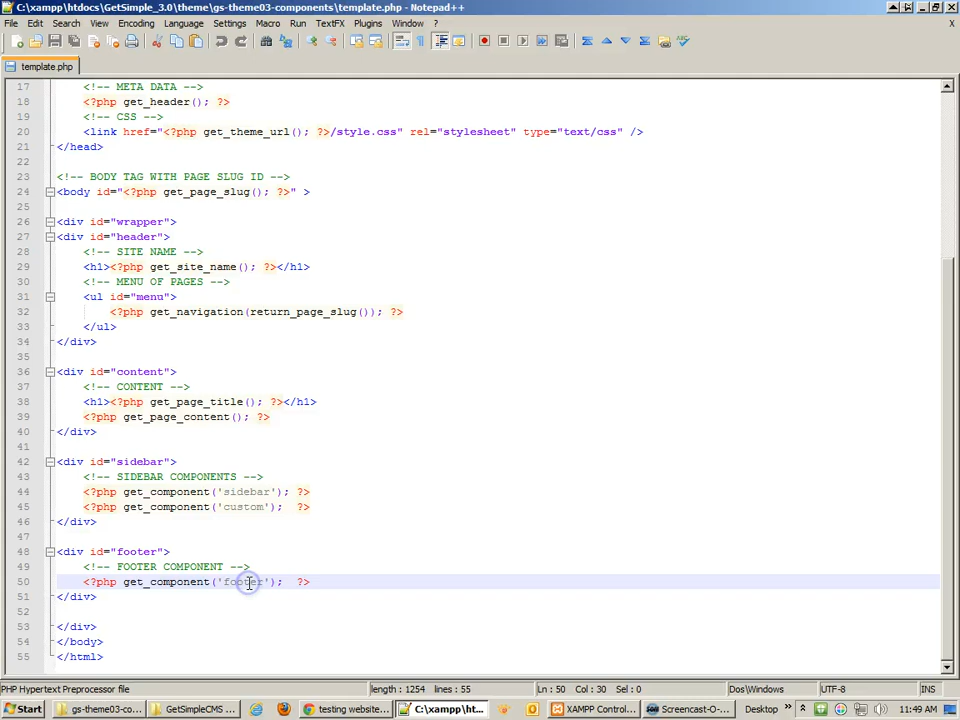 C:\xampp\htdocs\GetSimple_3.0\theme\gs-theme03-components\template.php - Notepad++
File Edit Search View Encoding Language Settings Macro Run TextFX Plugins Window ? X
template.php
17 <!-- META DATA -->
18 <?php get_header(); ?>
19 <!-- CSS -->
20 <link href="<?php get_theme_url(); ?>/style.css" rel="stylesheet" type="text/css" />
21 </head>
22
23 <!-- BODY TAG WITH PAGE SLUG ID -->
24 <body id="<?php get_page_slug(); ?>" >
25
26 <div id="wrapper">
27 <div id="header">
28 <!-- SITE NAME -->
29 <h1><?php get_site_name(); ?></h1>
30 <!-- MENU OF PAGES -->
31 <ul id="menu">
32 <?php get_navigation(return_page_slug()); ?>
33 </ul>
34 </div>
35
36 <div id="content">
37 <!-- CONTENT -->
38 <h1><?php get_page_title(); ?></h1>
39 <?php get_page_content(); ?>
40 </div>
41
42 <div id="sidebar">
43 <!-- SIDEBAR COMPONENTS -->
44 <?php get_component('sidebar'); ?>
45 <?php get_component('custom'); ?>
46 </div>
47
48 <div id="footer">
49 <!-- FOOTER COMPONENT -->
50 <?php get_component('footer'); ?>
51 </div>
52
53 </div>
54 </body>
55 </html>
PHP Hypertext Preprocessor file length : 1254 lines : 55 Ln : 50 Col : 30 Sel : 0 Dos\Windows UTF-8 INS
Start gs-theme03-co... GetSimpleCMS ... testing website... C:\xampp\ht... XAMPP Control... Screencast-O-... Desktop » 11:49 AM